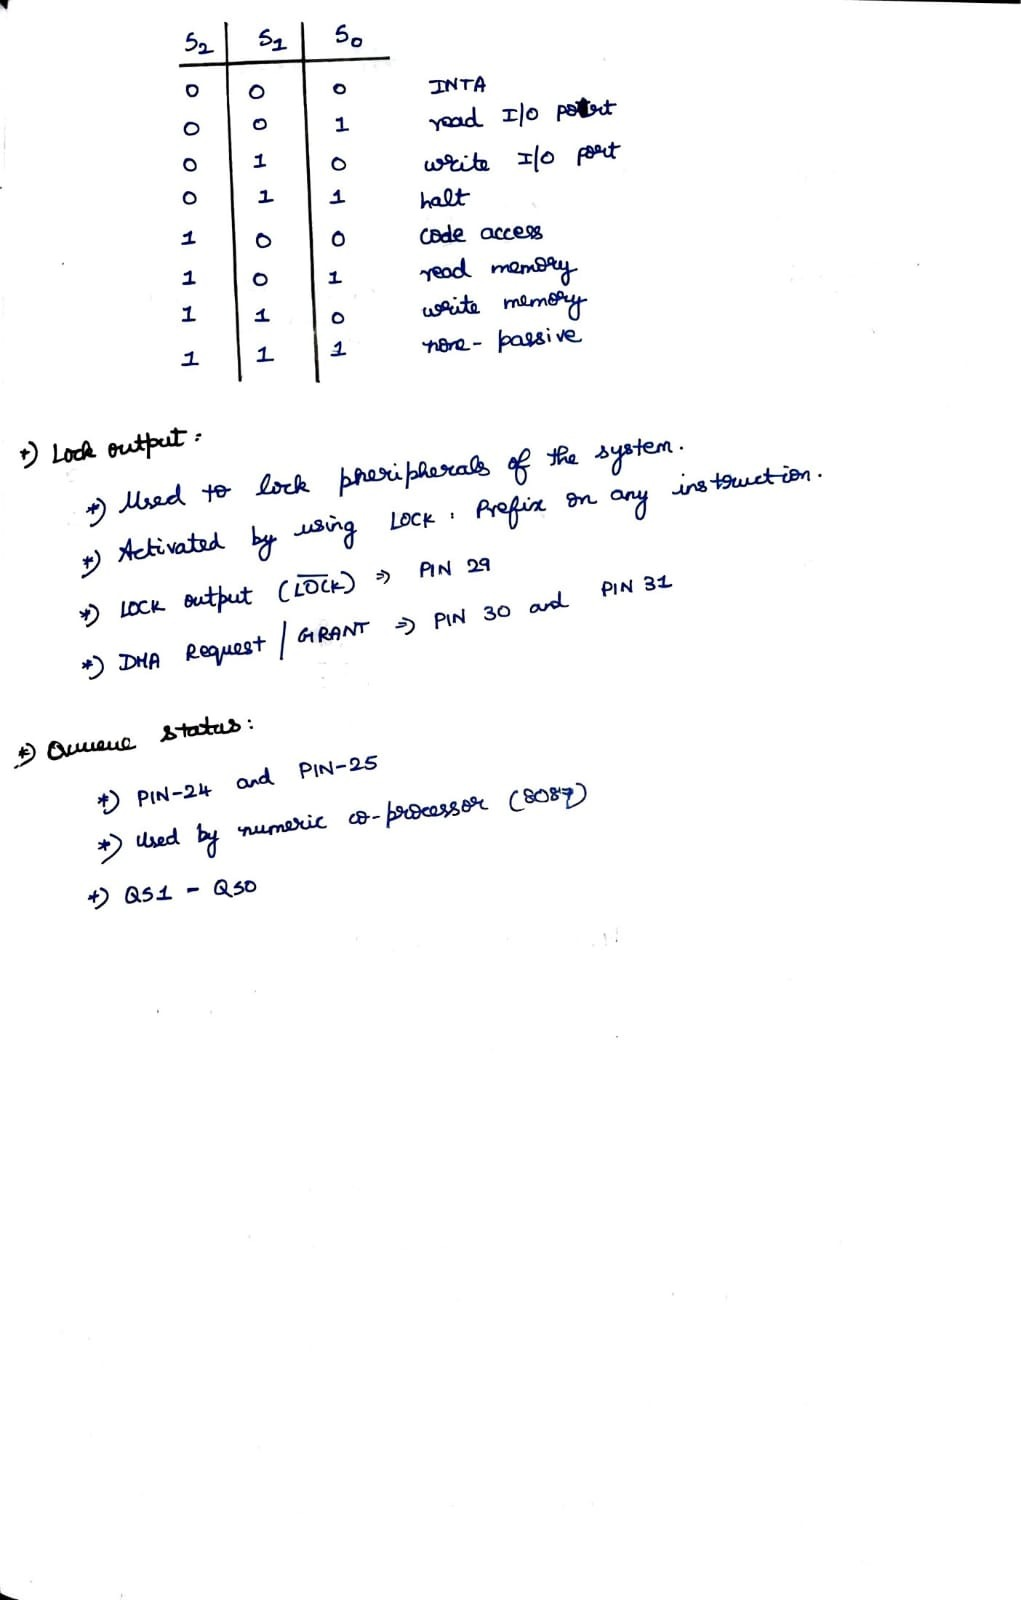 S2 S1 S0
0 0 0 INTA
0 0 1 read I/O port
0 1 0 write I/O port
0 1 1 halt
1 0 0 code access
1 0 1 read memory
1 1 0 write memory
1 1 1 none - passive
*) Lock output :
*) Used to lock pheripherals of the system.
*) Activated by using LOCK : Prefix on any instruction.
*) LOCK output (L̅O̅C̅K̅) ⇒ PIN 29
*) DMA Request / GRANT ⇒ PIN 30 and PIN 31
*) Queue status :
*) PIN-24 and PIN-25
*) Used by numeric co-processor (8087)
*) QS1 - QS0